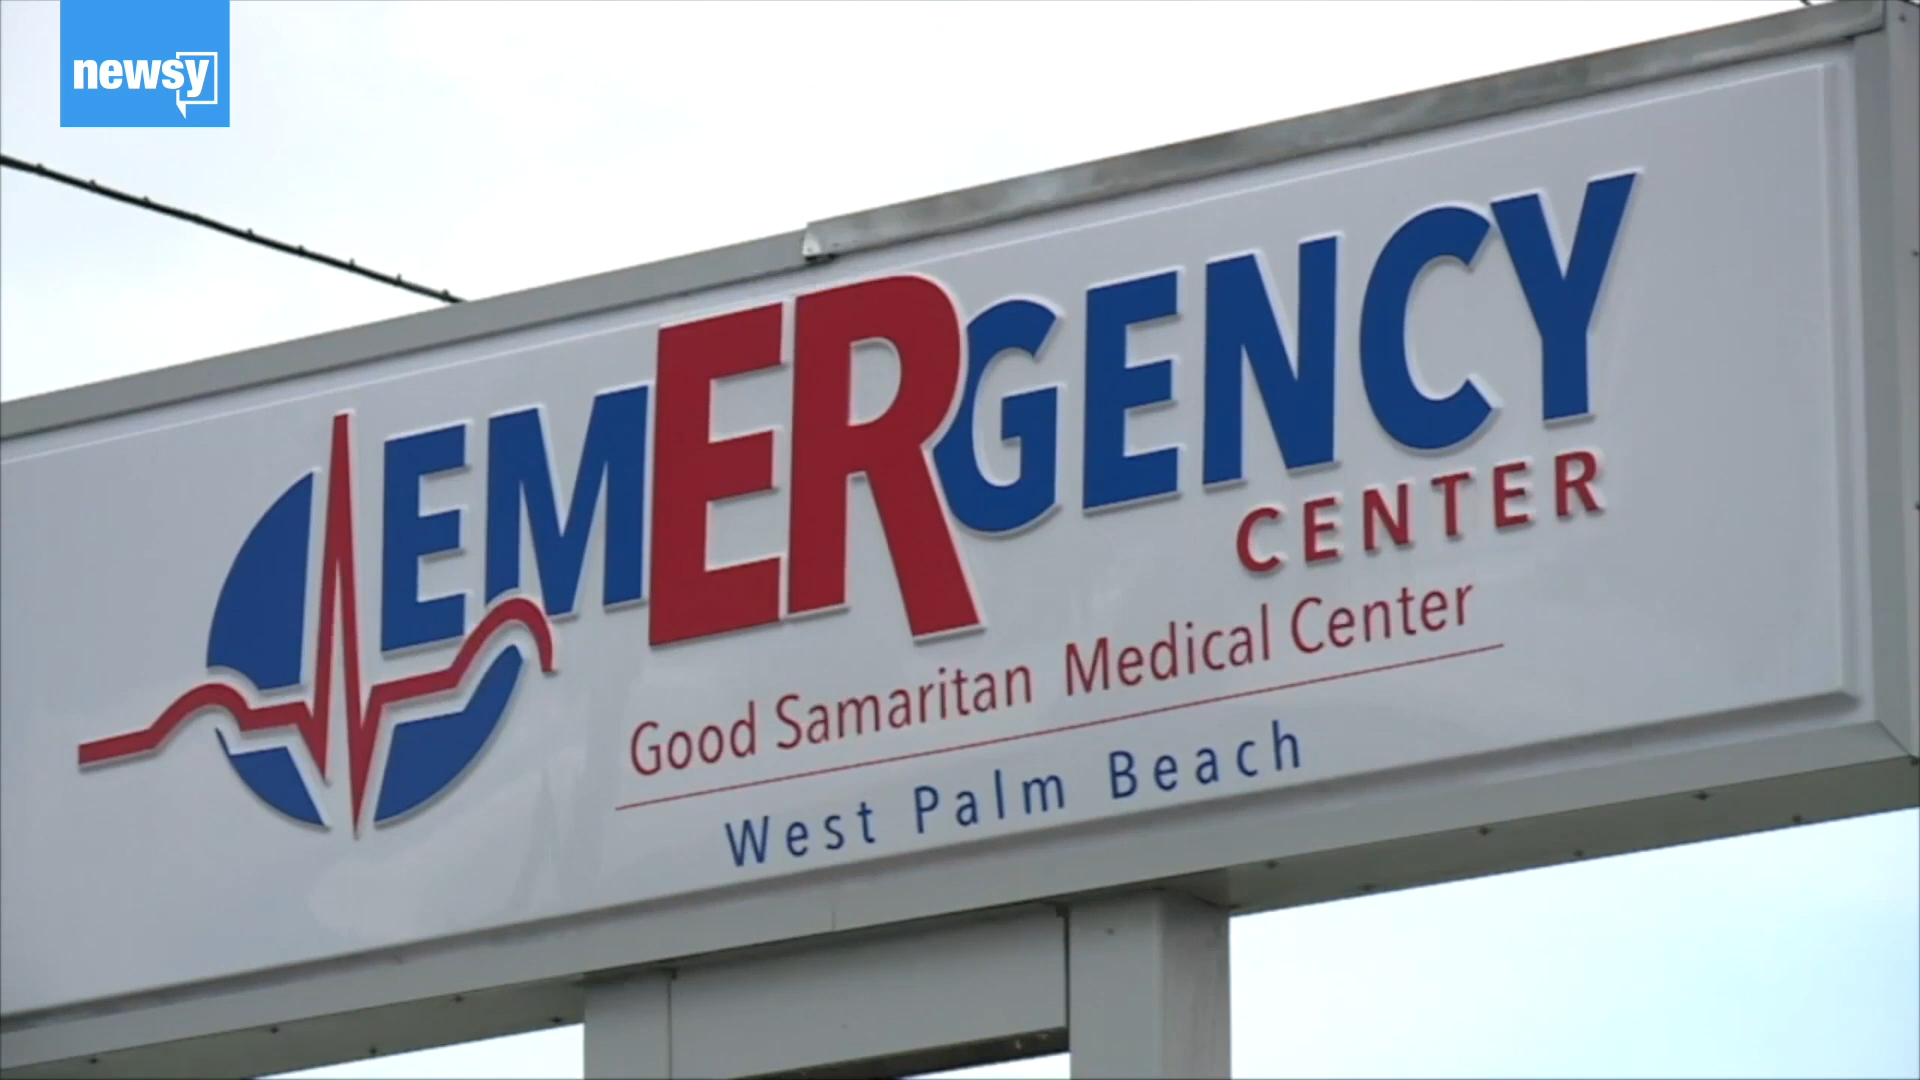 newsy
EMERGENCY
CENTER
Good Samaritan Medical Center
West Palm Beach